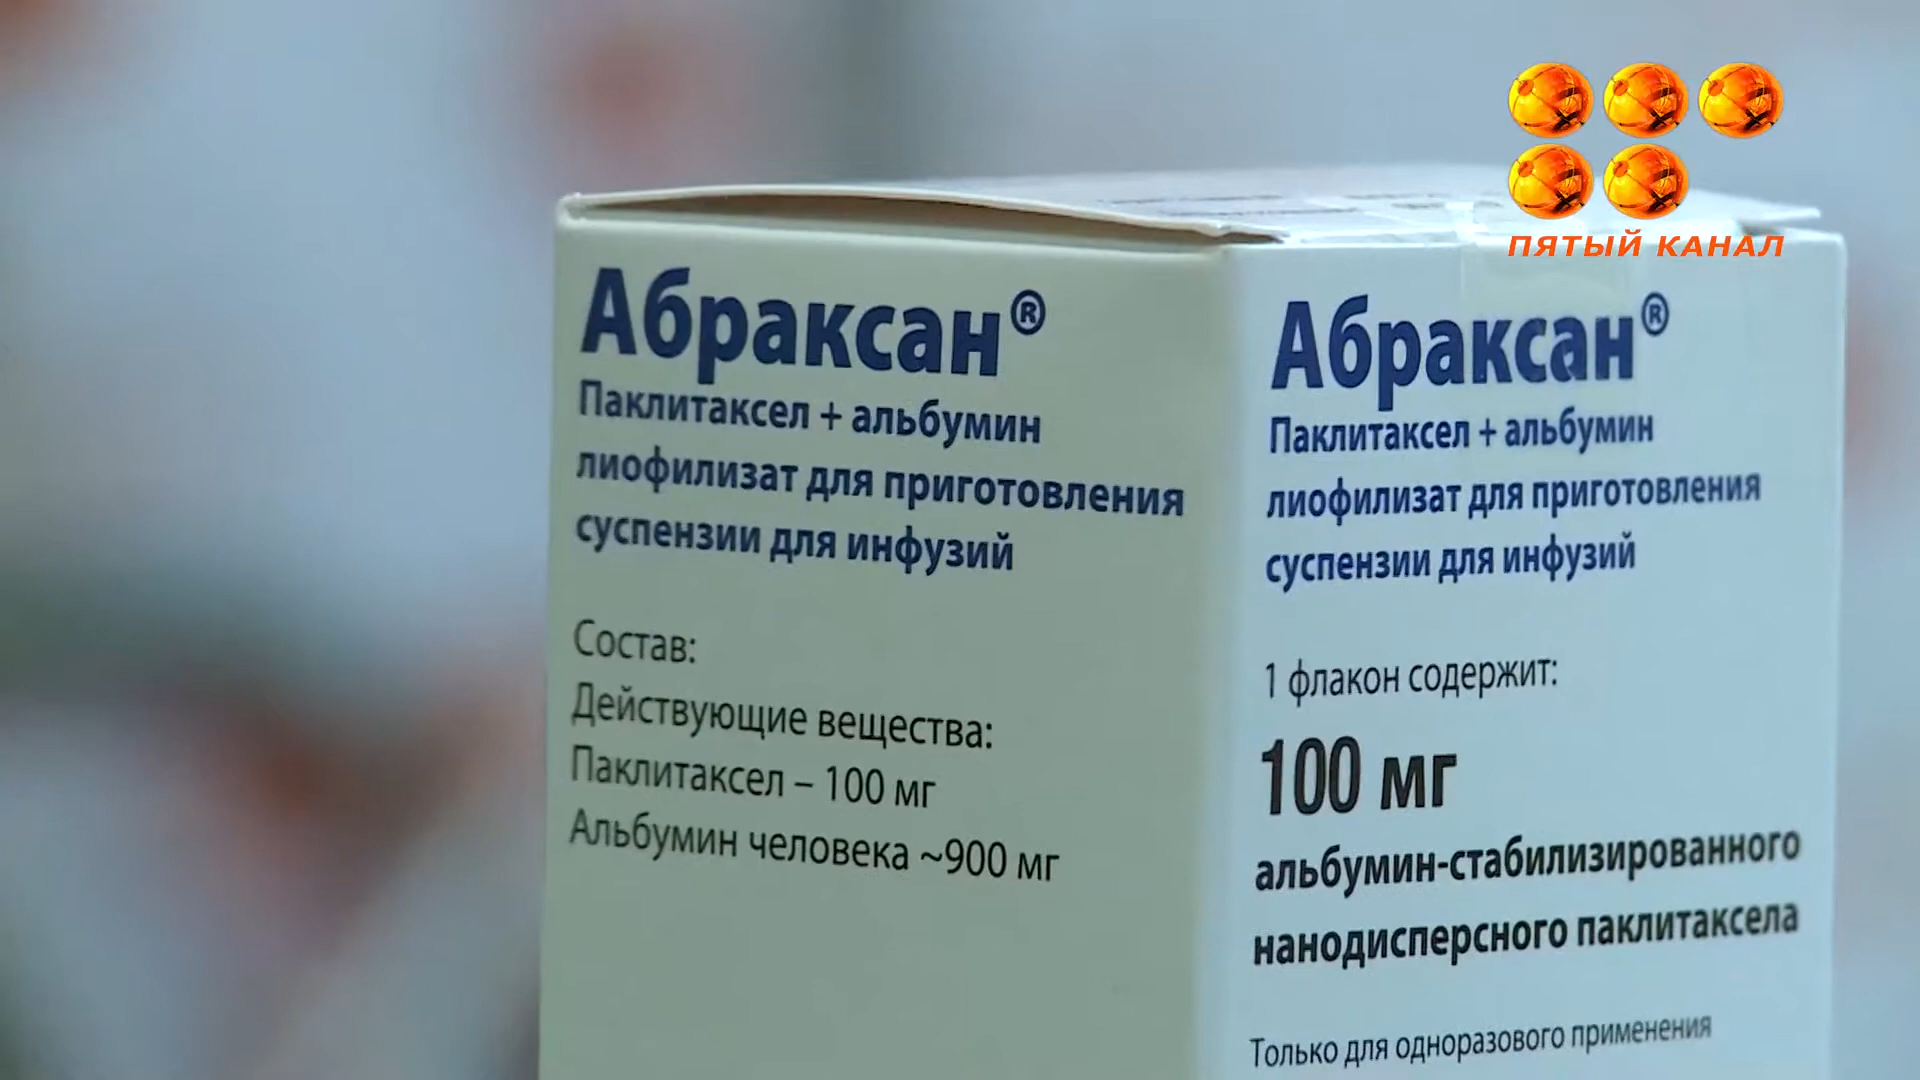 ПЯТЫЙ КАНАЛ
Абраксан®
Паклитаксел + альбумин
лиофилизат для приготовления
суспензии для инфузий
Состав:
Действующие вещества:
Паклитаксел – 100 мг
Альбумин человека ~900 мг
Абраксан®
Паклитаксел + альбумин
лиофилизат для приготовления
суспензии для инфузий
1 флакон содержит:
100 мг
альбумин-стабилизированного
нанодисперсного паклитаксела
Только для одноразового применения